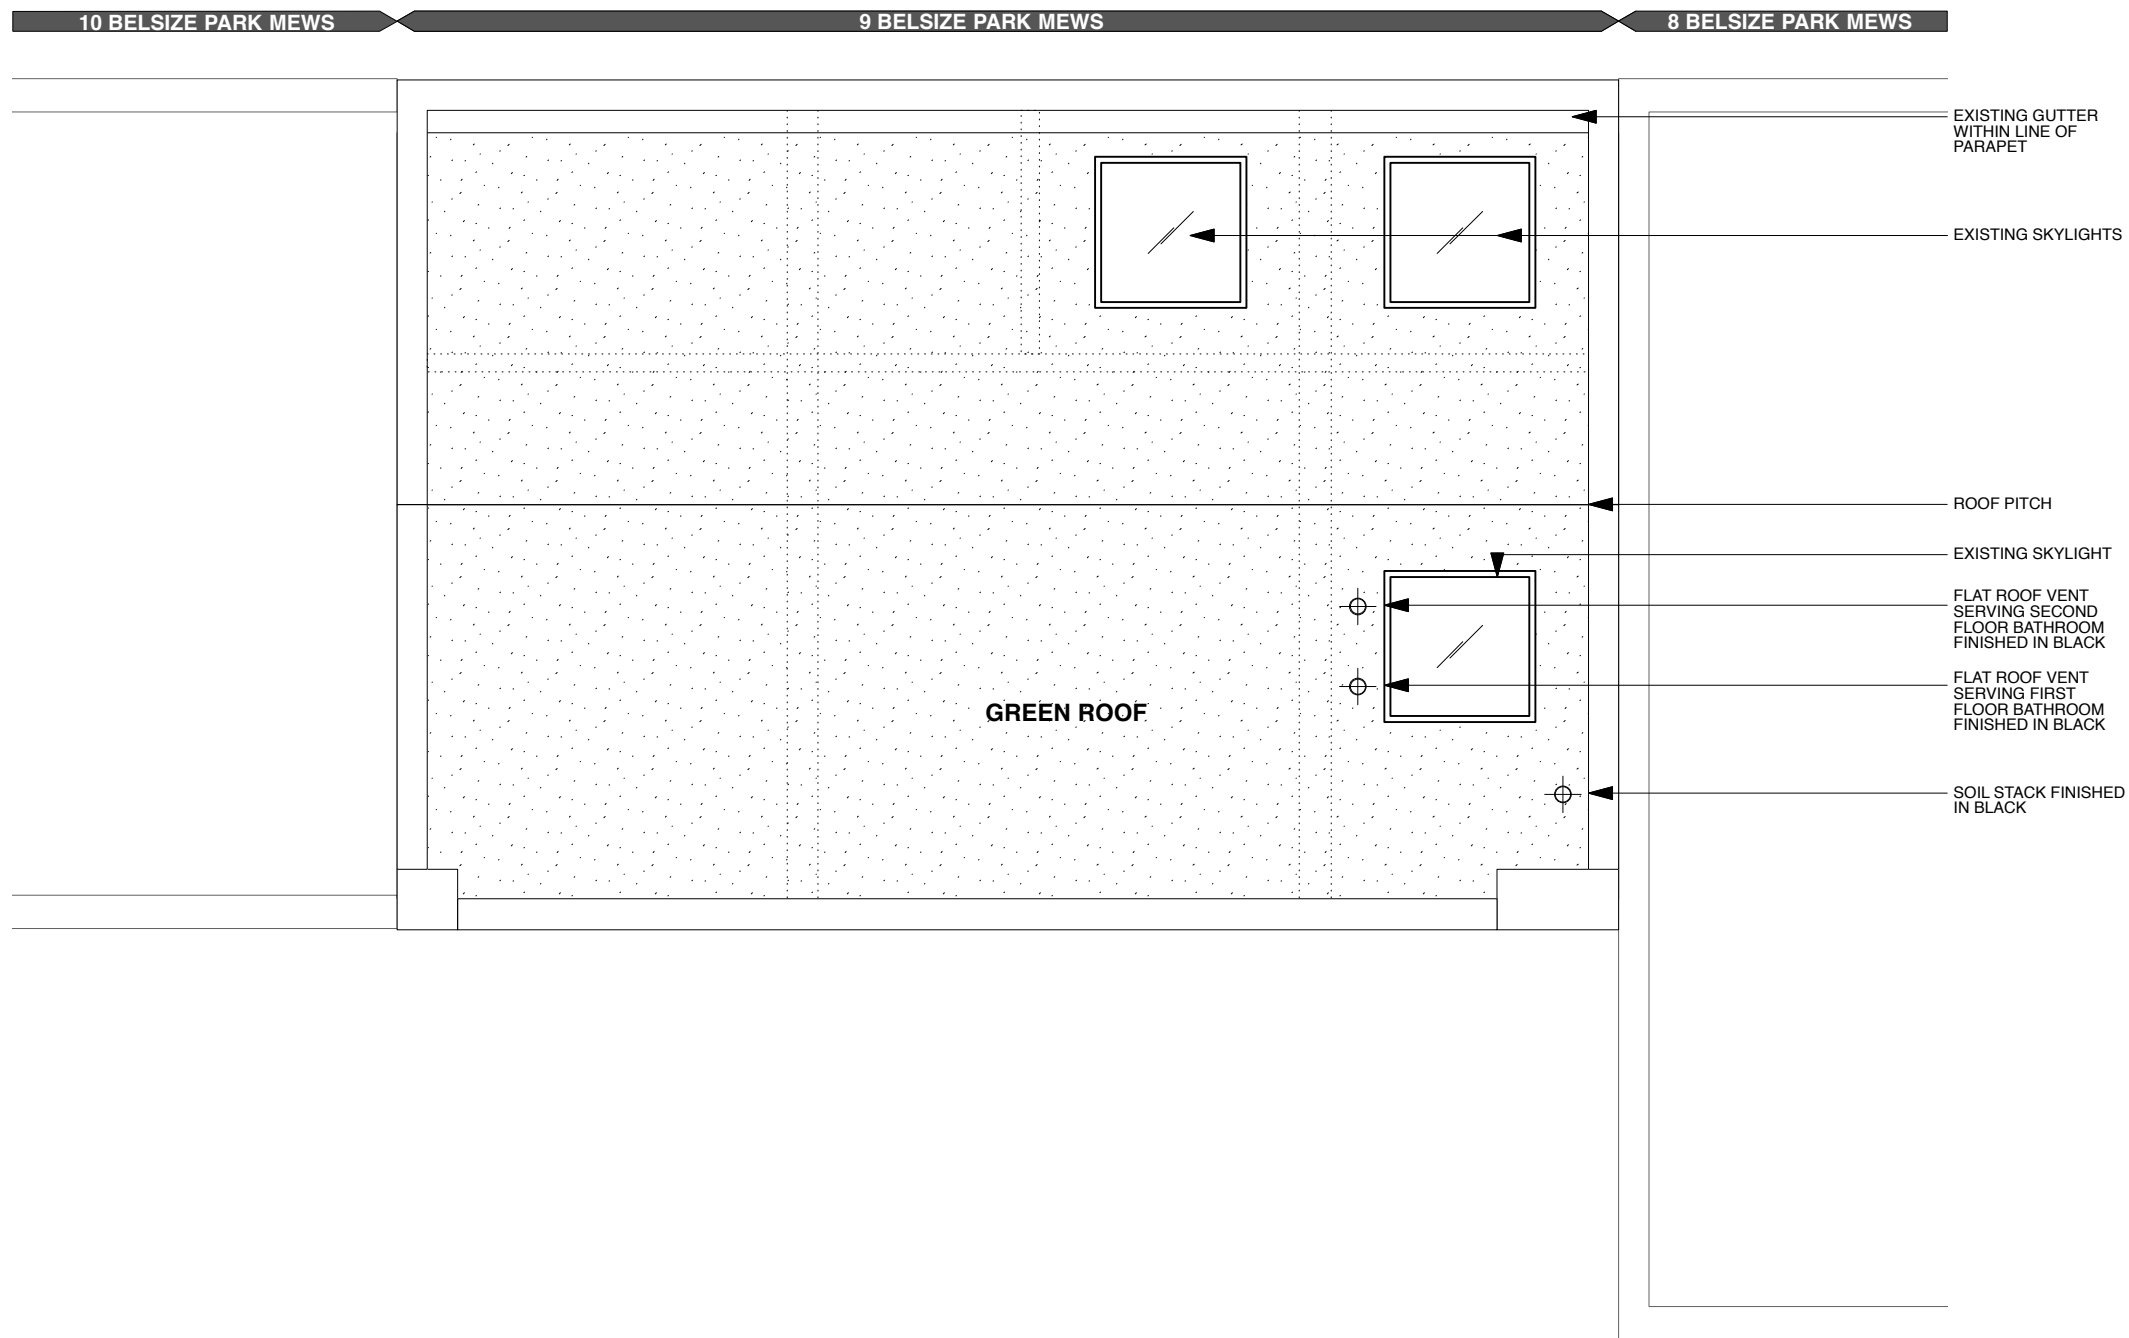 10 BELSIZE PARK MEWS
9 BELSIZE PARK MEWS
8 BELSIZE PARK MEWS
EXISTING GUTTER
WITHIN LINE OF
PARAPET
EXISTING SKYLIGHTS
ROOF PITCH
EXISTING SKYLIGHT
FLAT ROOF VENT
SERVING SECOND
FLOOR BATHROOM
FINISHED IN BLACK
FLAT ROOF VENT
SERVING FIRST
FLOOR BATHROOM
FINISHED IN BLACK
GREEN ROOF
SOIL STACK FINISHED
IN BLACK